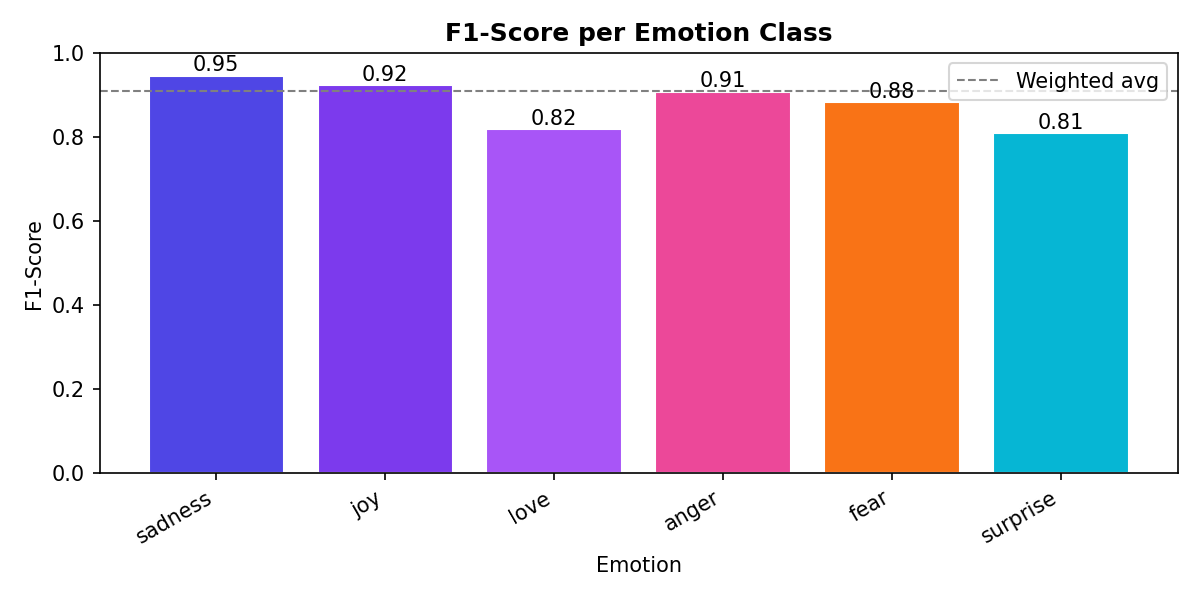 F1-Score per Emotion Class
1.0
0.8
0.6
0.4
0.2
0.0
F1-Score
0.95
0.92
0.82
0.91
0.88
0.81
Weighted avg
sadness
joy
love
anger
fear
surprise
Emotion